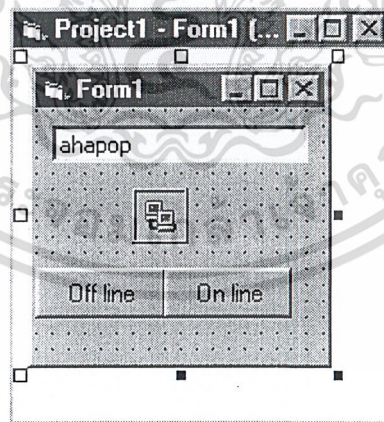 Project1 - Form1 (...
Form1
ahapop
Off line
On line